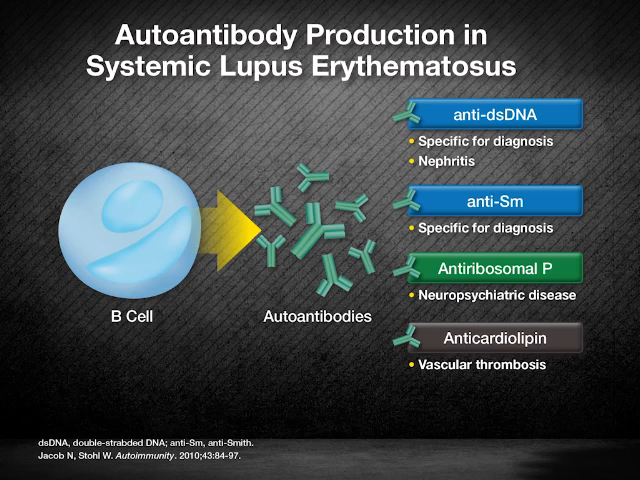 Autoantibody Production in
Systemic Lupus Erythematosus
anti-dsDNA
• Specific for diagnosis
• Nephritis
anti-Sm
• Specific for diagnosis
Antiribosomal P
• Neuropsychiatric disease
Anticardiolipin
• Vascular thrombosis
B Cell
Autoantibodies
dsDNA, double-strabded DNA; anti-Sm, anti-Smith.
Jacob N, Stohl W. Autoimmunity. 2010;43:84-97.